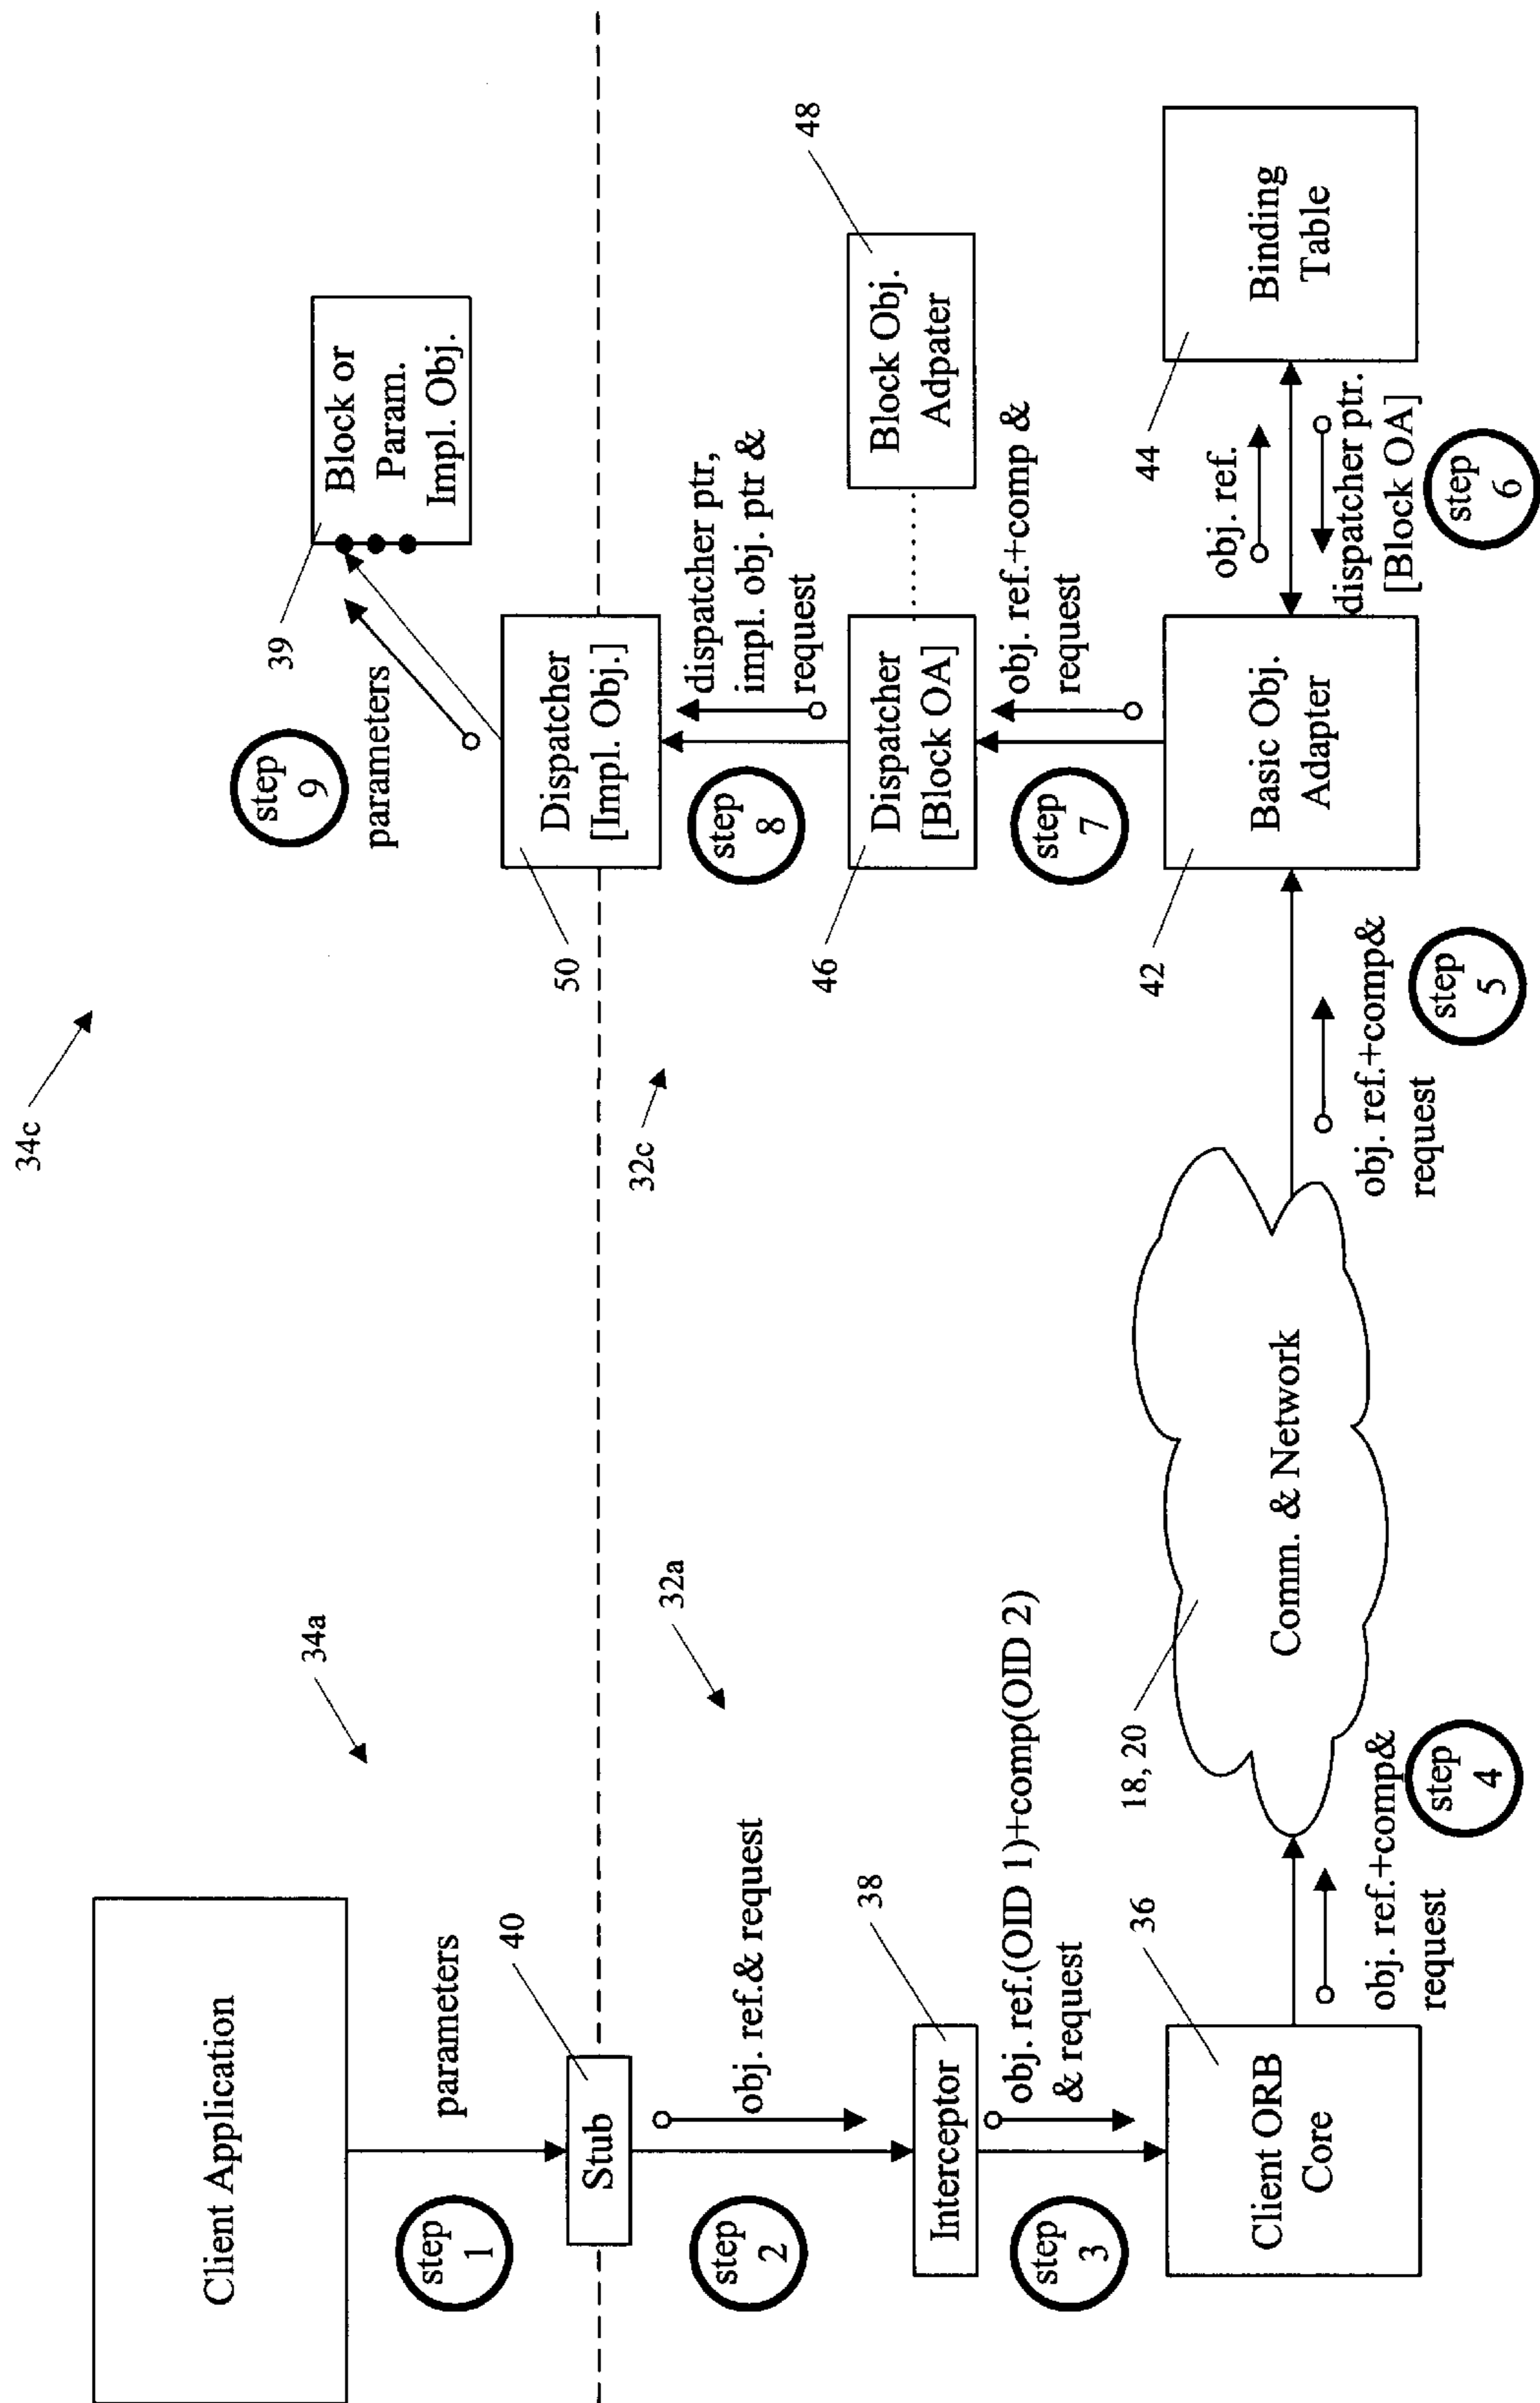 34c
34a
Client Application
step
1
parameters
40
Stub
step
2
obj. ref.& request
32a
38
Interceptor
step
3
obj. ref.(OID 1)+comp(OID 2)
& request
36
Client ORB
Core
obj. ref.+comp&
request
step
4
18, 20
Comm. & Network
obj. ref.+comp&
request
step
5
32c
42
Basic Obj.
Adapter
obj. ref.
dispatcher ptr.
[Block OA]
step
6
44
Binding
Table
step
7
obj. ref.+comp &
request
46
Dispatcher
[Block OA]
48
Block Obj.
Adpater
step
8
dispatcher ptr,
impl. obj. ptr &
request
50
Dispatcher
[Impl. Obj.]
step
9
parameters
39
Block or
Param.
Impl. Obj.